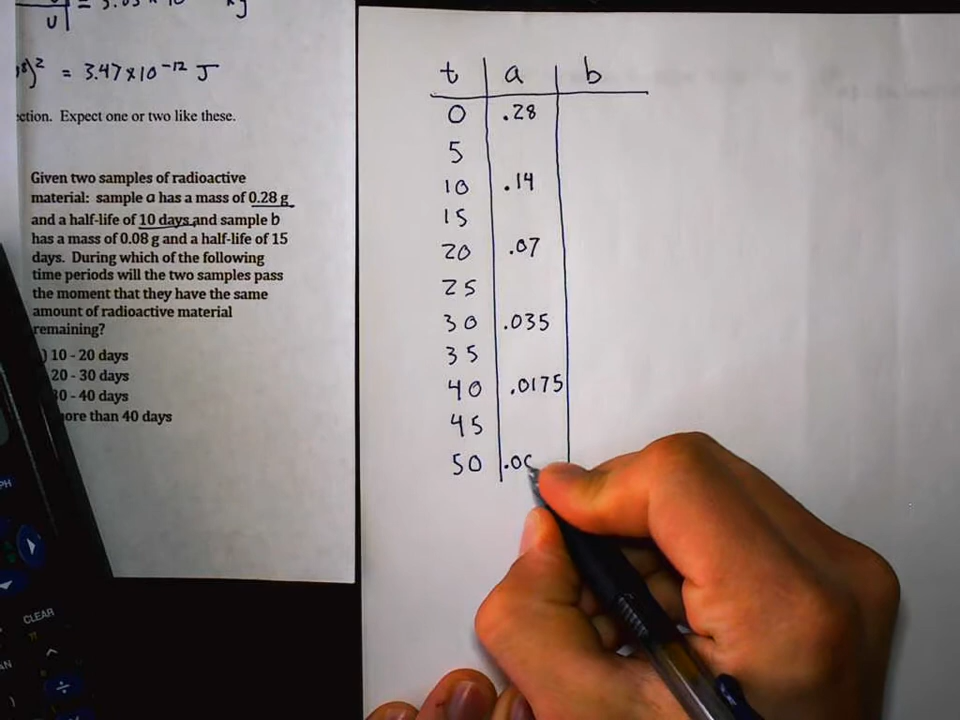 = 3.47×10⁻¹² J
ction. Expect one or two like these.
Given two samples of radioactive
material: sample a has a mass of 0.28 g
and a half-life of 10 days and sample b
has a mass of 0.08 g and a half-life of 15
days. During which of the following
time periods will the two samples pass
the moment that they have the same
amount of radioactive material
remaining?
) 10 - 20 days
20 - 30 days
0 - 40 days
ore than 40 days
t a b
0 .28
5
10 .14
15
20 .07
25
30 .035
35
40 .0175
45
50 .00
CLEAR
π
÷